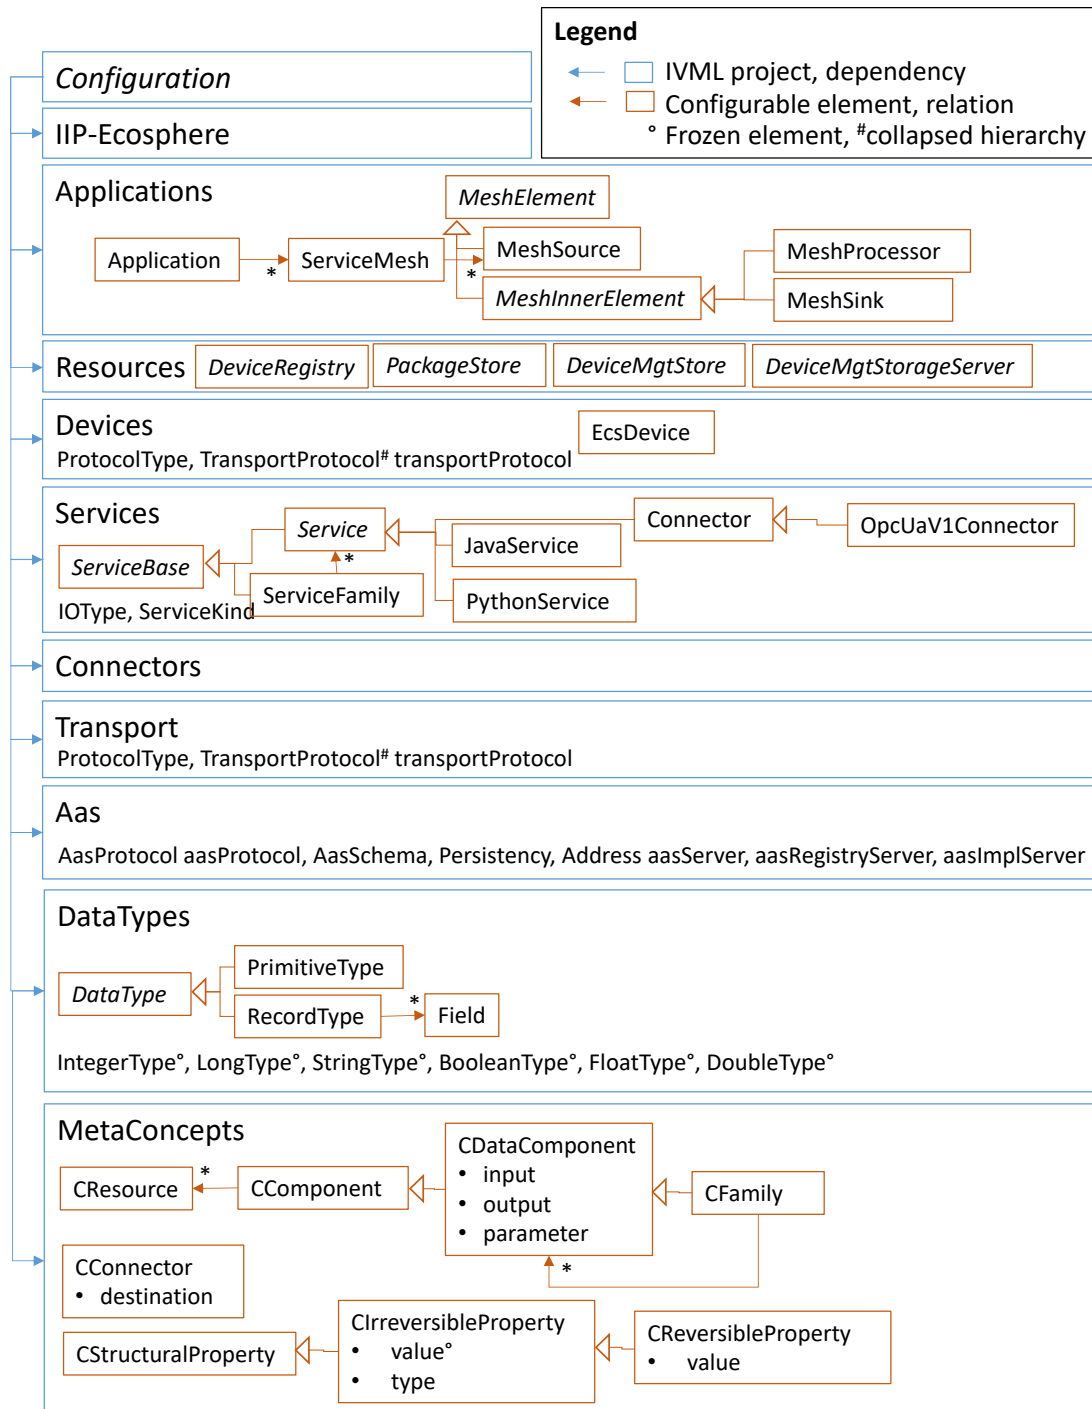 Legend
IVML project, dependency
Configurable element, relation
° Frozen element, #collapsed hierarchy
Configuration
IIP-Ecosphere
Applications
MeshElement
Application
*
ServiceMesh
*
MeshSource
MeshInnerElement
MeshProcessor
MeshSink
Resources
DeviceRegistry
PackageStore
DeviceMgtStore
DeviceMgtStorageServer
Devices
EcsDevice
ProtocolType, TransportProtocol# transportProtocol
Services
Service
*
Connector
OpcUaV1Connector
JavaService
ServiceBase
ServiceFamily
PythonService
IOType, ServiceKind
Connectors
Transport
ProtocolType, TransportProtocol# transportProtocol
Aas
AasProtocol aasProtocol, AasSchema, Persistency, Address aasServer, aasRegistryServer, aasImplServer
DataTypes
PrimitiveType
DataType
RecordType
*
Field
IntegerType°, LongType°, StringType°, BooleanType°, FloatType°, DoubleType°
MetaConcepts
CResource
*
CComponent
CDataComponent
• input
• output
• parameter
CFamily
*
CConnector
• destination
CStructuralProperty
CIrreversibleProperty
• value°
• type
CReversibleProperty
• value